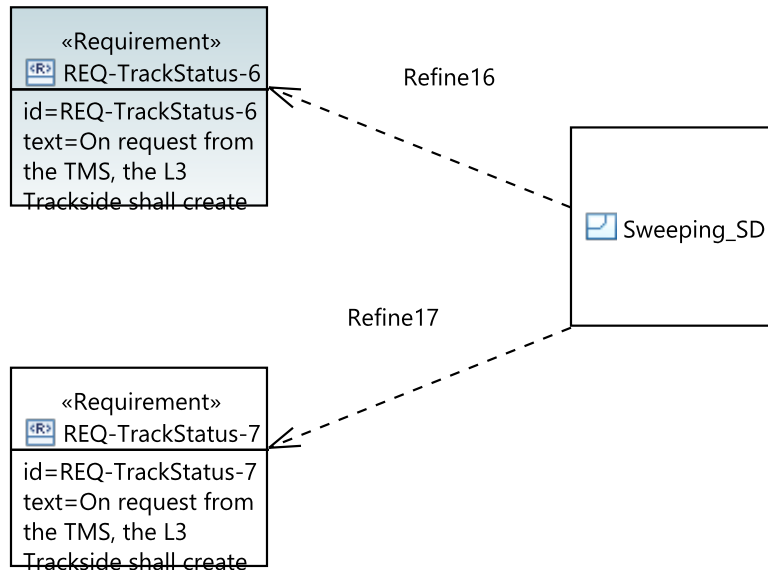 «Requirement»
<R> REQ-TrackStatus-6
id=REQ-TrackStatus-6
text=On request from
the TMS, the L3
Trackside shall create
Refine16
Sweeping_SD
Refine17
«Requirement»
<R> REQ-TrackStatus-7
id=REQ-TrackStatus-7
text=On request from
the TMS, the L3
Trackside shall create